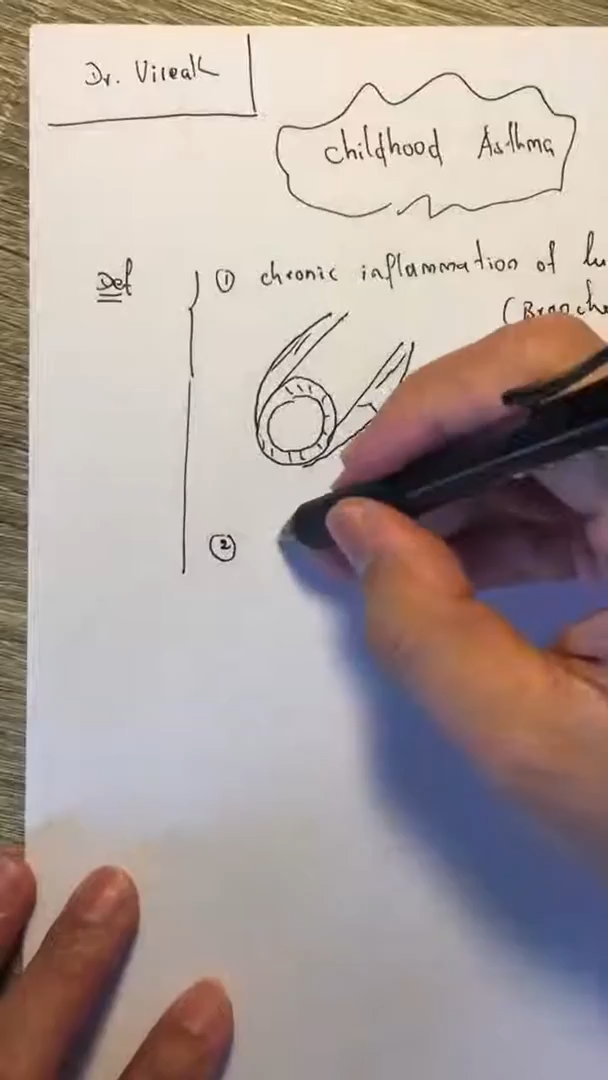 Dr. Vireak
Childhood Asthma
Def
① chronic inflammation of
②